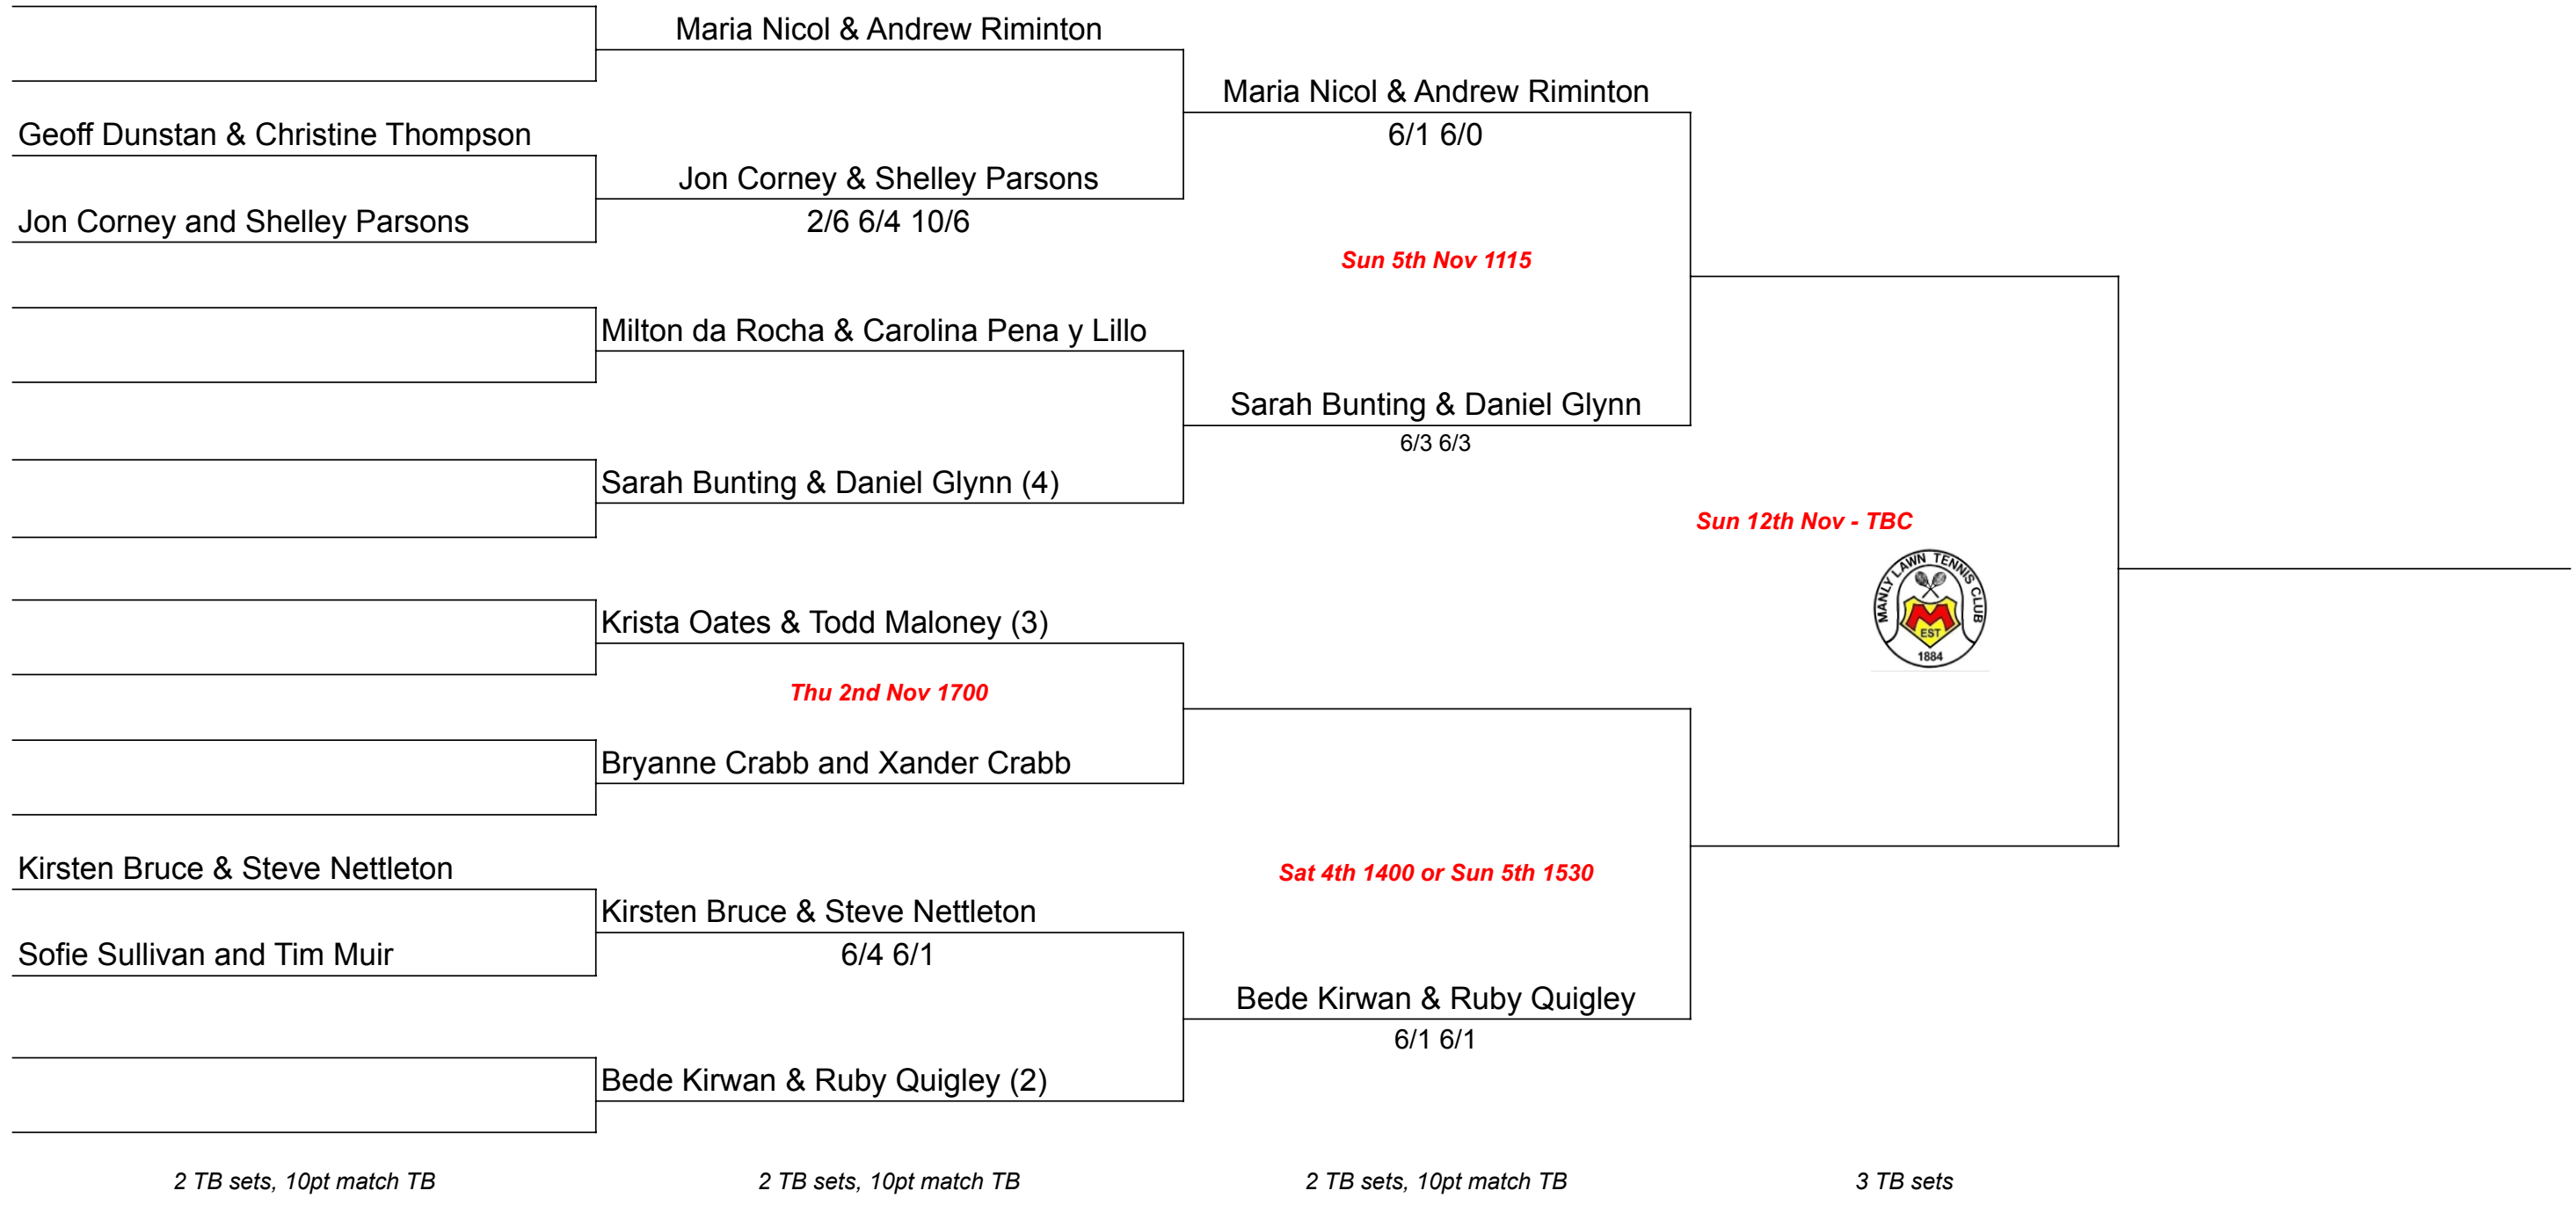 Maria Nicol & Andrew Riminton
Maria Nicol & Andrew Riminton
6/1 6/0
Geoff Dunstan & Christine Thompson
Jon Corney & Shelley Parsons
Jon Corney and Shelley Parsons
2/6 6/4 10/6
Sun 5th Nov 1115
Milton da Rocha & Carolina Pena y Lillo
Sarah Bunting & Daniel Glynn
6/3 6/3
Sarah Bunting & Daniel Glynn (4)
Sun 12th Nov - TBC
MANLY LAWN TENNIS CLUB
M
EST
1884
Krista Oates & Todd Maloney (3)
Thu 2nd Nov 1700
Bryanne Crabb and Xander Crabb
Kirsten Bruce & Steve Nettleton
Sat 4th 1400 or Sun 5th 1530
Kirsten Bruce & Steve Nettleton
Sofie Sullivan and Tim Muir
6/4 6/1
Bede Kirwan & Ruby Quigley
6/1 6/1
Bede Kirwan & Ruby Quigley (2)
2 TB sets, 10pt match TB
2 TB sets, 10pt match TB
2 TB sets, 10pt match TB
3 TB sets